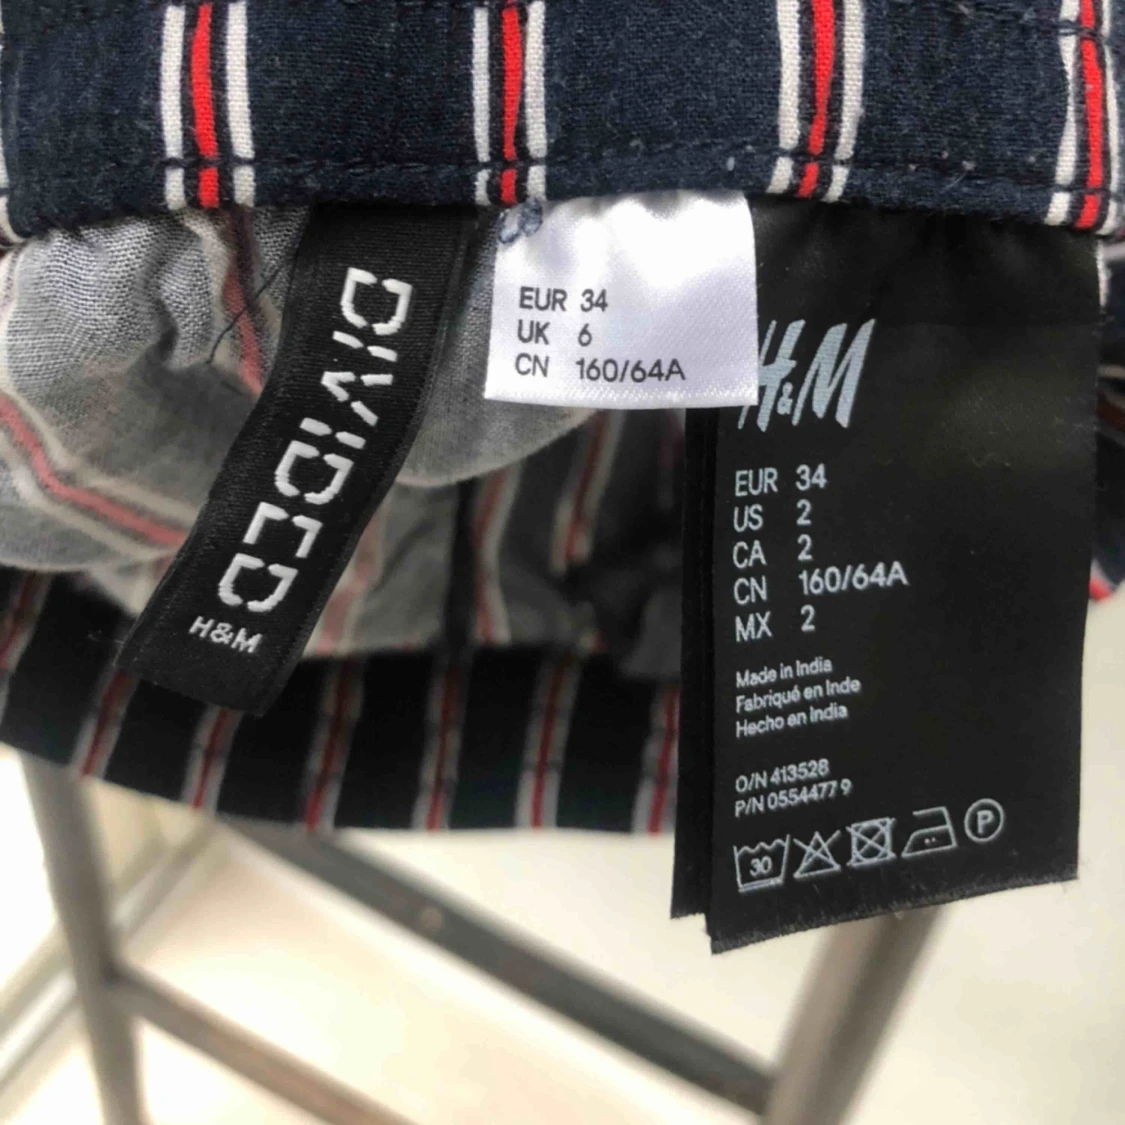 DIVIDED
H&M
EUR 34
UK 6
CN 160/64A
H&M
EUR 34
US 2
CA 2
CN 160/64A
MX 2
Made in India
Fabriqué en Inde
Hecho en India
O/N 413528
P/N 0554477 9
30
P